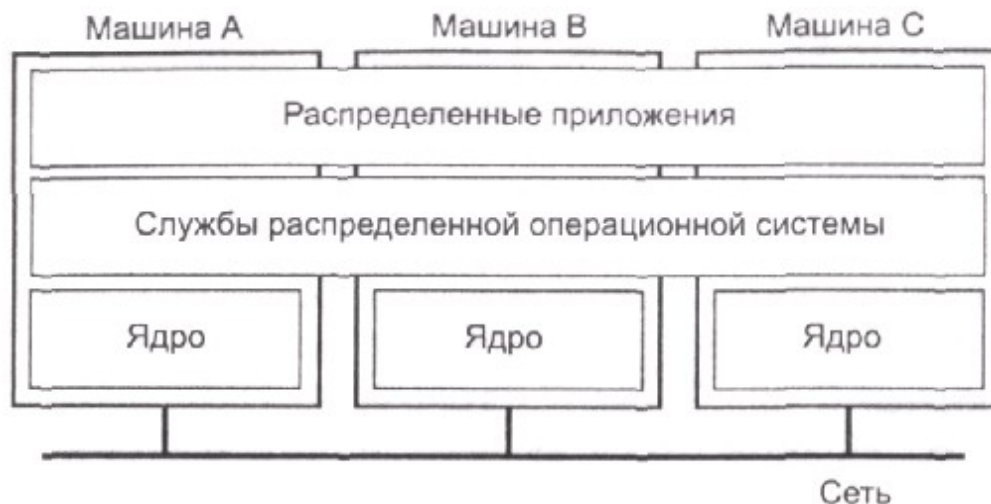 Машина A
Машина B
Машина C
Распределенные приложения
Службы распределенной операционной системы
Ядро
Ядро
Ядро
Сеть